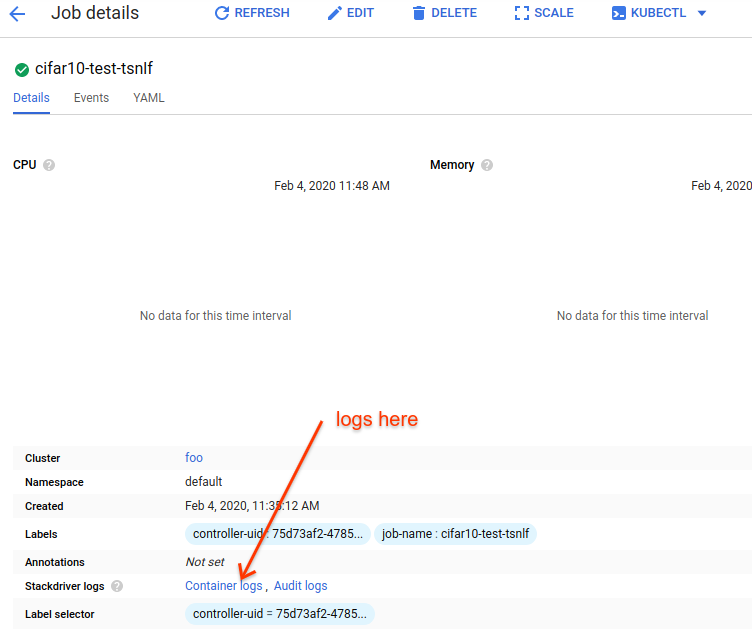 Job details REFRESH EDIT DELETE SCALE KUBECTL
cifar10-test-tsnlf
Details Events YAML
CPU Memory
Feb 4, 2020 11:48 AM Feb 4, 2020
No data for this time interval No data for this time interval
logs here
Cluster foo
Namespace default
Created Feb 4, 2020, 11:35:12 AM
Labels controller-uid : 75d73af2-4785... job-name : cifar10-test-tsnlf
Annotations Not set
Stackdriver logs Container logs , Audit logs
Label selector controller-uid = 75d73af2-4785...